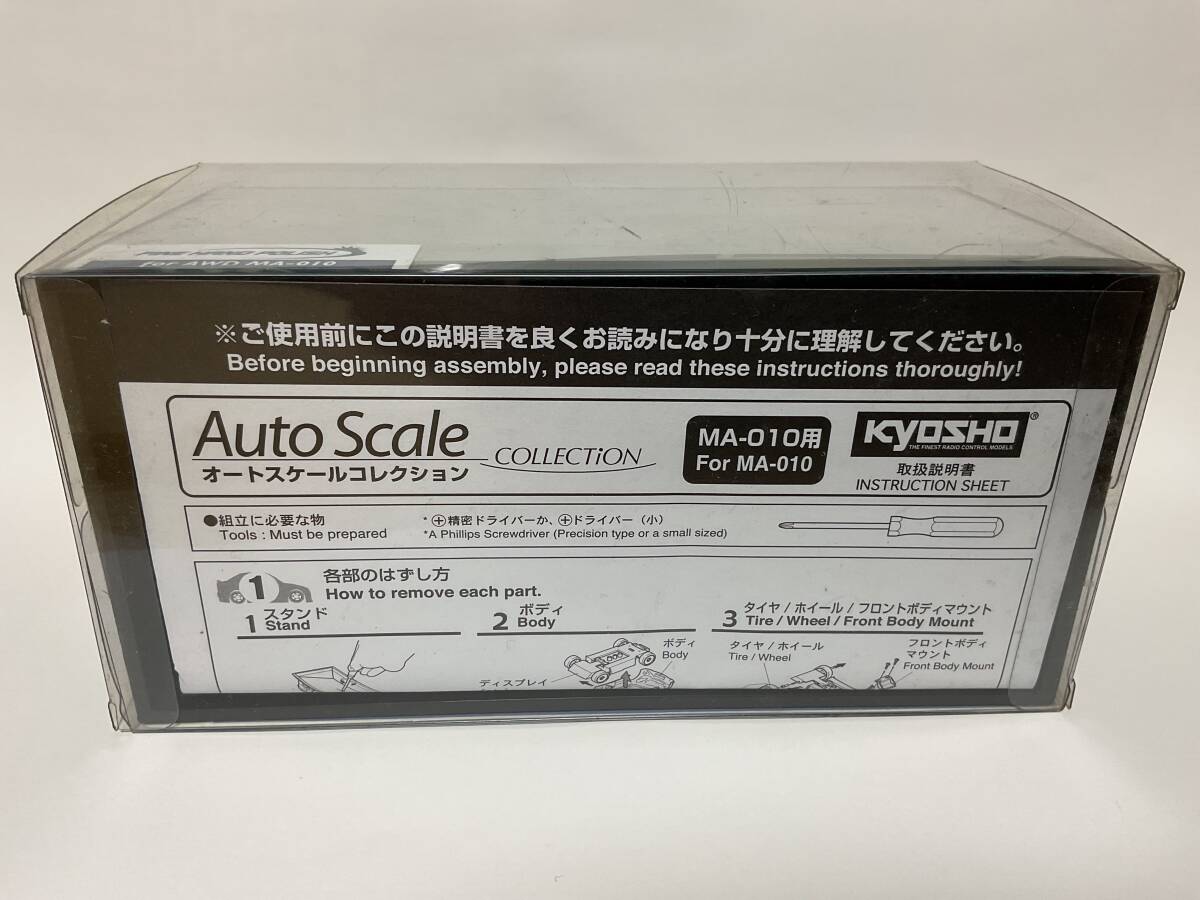 FINE HAND POLISH
For AWD MA-010
※ご使用前にこの説明書を良くお読みになり十分に理解してください。
Before beginning assembly, please read these instructions thoroughly!
Auto Scale COLLECTiON
オートスケールコレクション
MA-010用
For MA-010
KYOSHO®
THE FINEST RADIO CONTROL MODELS
取扱説明書
INSTRUCTION SHEET
●組立に必要な物
Tools : Must be prepared
*⊕精密ドライバーか、⊕ドライバー（小）
*A Phillips Screwdriver (Precision type or a small sized)
1 各部のはずし方
How to remove each part.
1 スタンド
Stand
2 ボディ
Body
3 タイヤ / ホイール / フロントボディマウント
Tire / Wheel / Front Body Mount
ボディ
Body
ディスプレイ
タイヤ / ホイール
Tire / Wheel
フロントボディ
マウント
Front Body Mount